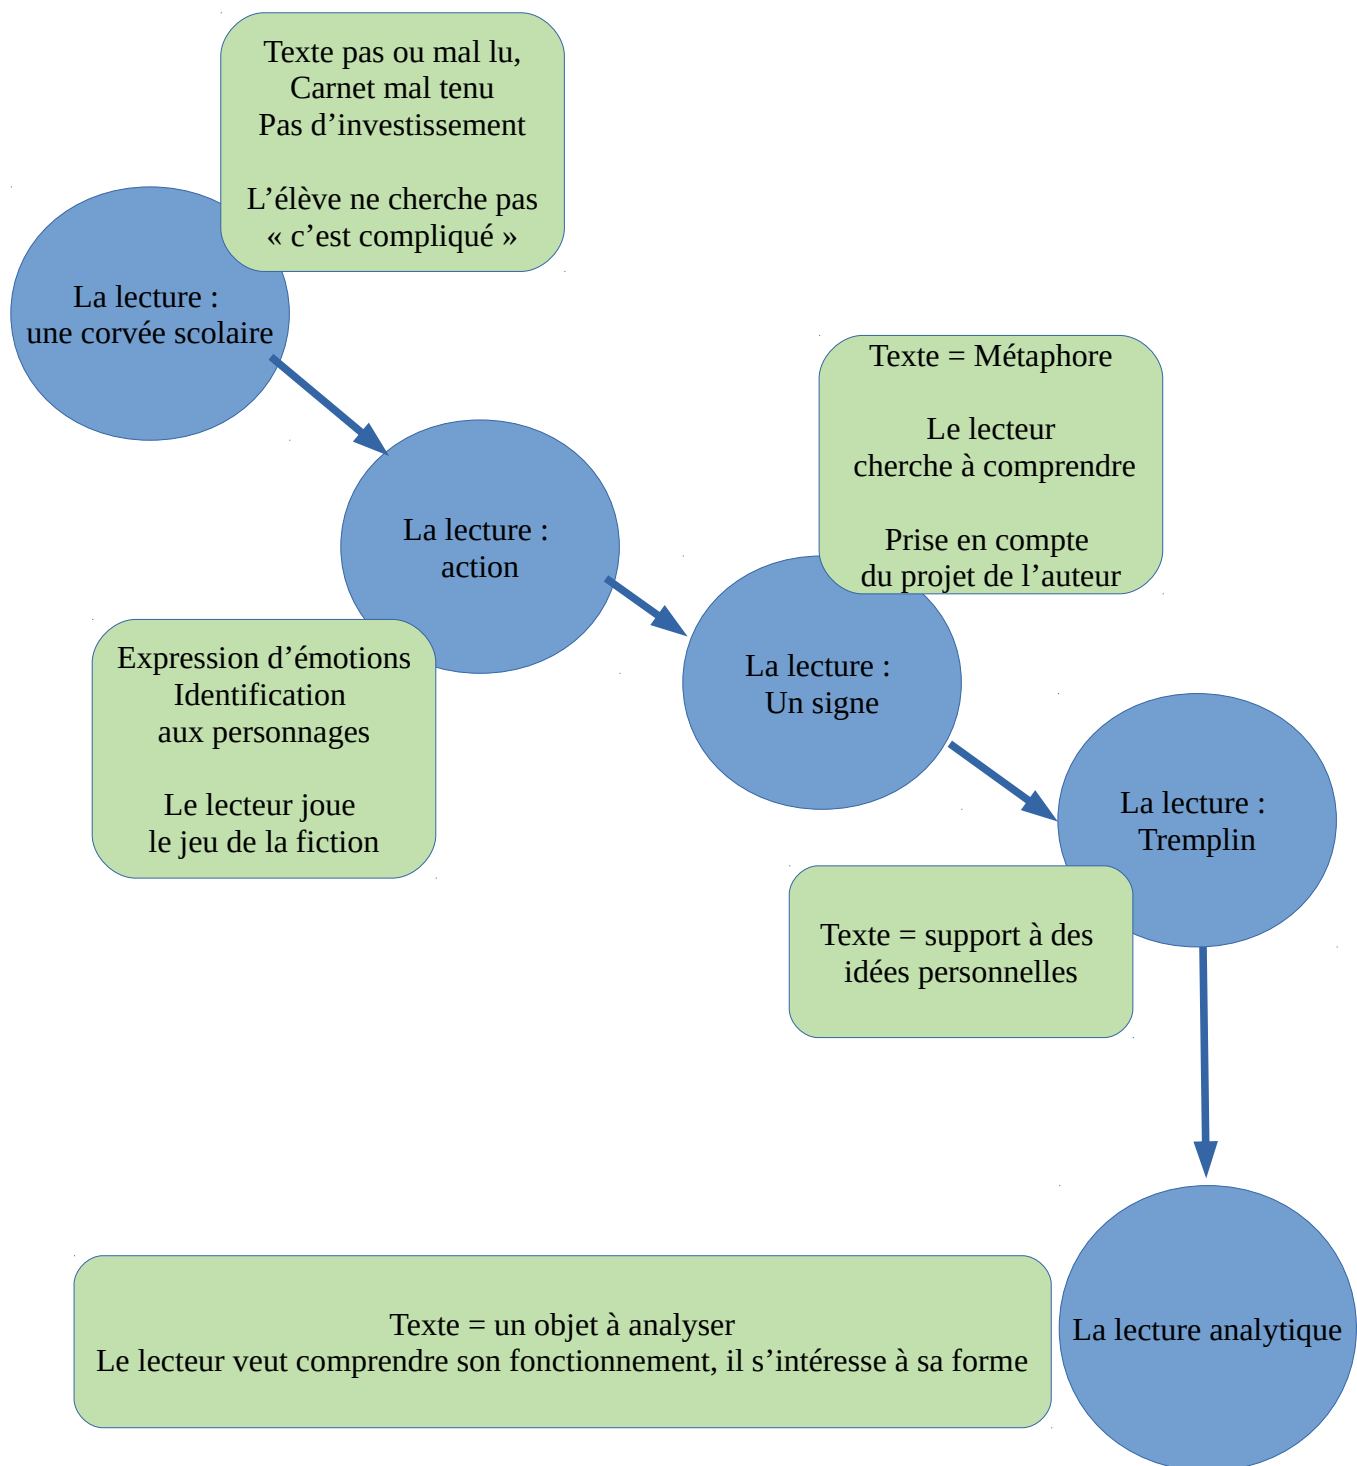 Texte pas ou mal lu,
Carnet mal tenu
Pas d’investissement
L’élève ne cherche pas
« c’est compliqué »
La lecture :
une corvée scolaire
La lecture :
action
Expression d’émotions
Identification
aux personnages
Le lecteur joue
le jeu de la fiction
Texte = Métaphore
Le lecteur
cherche à comprendre
Prise en compte
du projet de l’auteur
La lecture :
Un signe
La lecture :
Tremplin
Texte = support à des
idées personnelles
Texte = un objet à analyser
Le lecteur veut comprendre son fonctionnement, il s’intéresse à sa forme
La lecture analytique